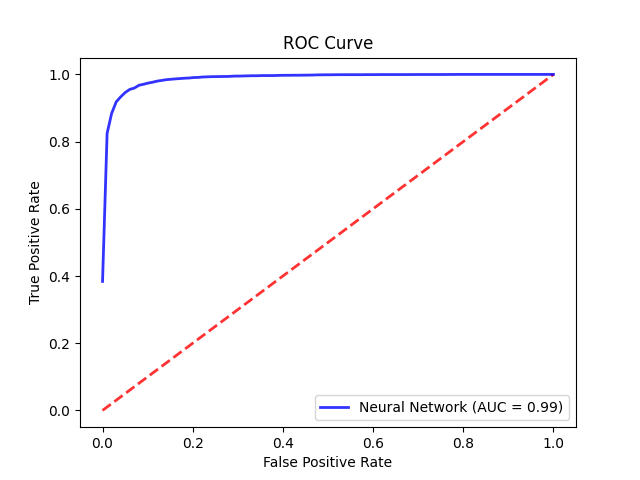 ROC Curve
True Positive Rate
1.0
0.8
0.6
0.4
0.2
0.0
Neural Network (AUC = 0.99)
0.0 0.2 0.4 0.6 0.8 1.0
False Positive Rate